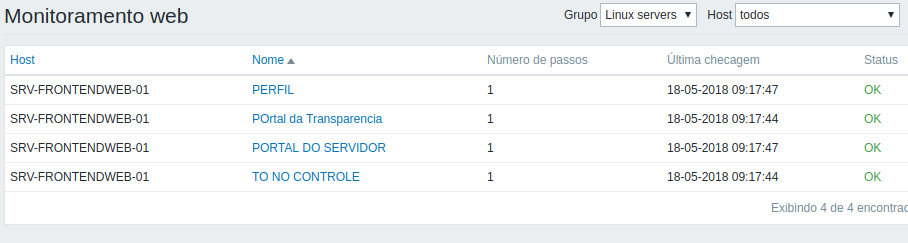 Monitoramento web Grupo Linux servers Host todos
Host Nome Número de passos Última checagem Status
SRV-FRONTENDWEB-01 PERFIL 1 18-05-2018 09:17:47 OK
SRV-FRONTENDWEB-01 POrtal da Transparencia 1 18-05-2018 09:17:44 OK
SRV-FRONTENDWEB-01 PORTAL DO SERVIDOR 1 18-05-2018 09:17:47 OK
SRV-FRONTENDWEB-01 TO NO CONTROLE 1 18-05-2018 09:17:44 OK
Exibindo 4 de 4 encontrad